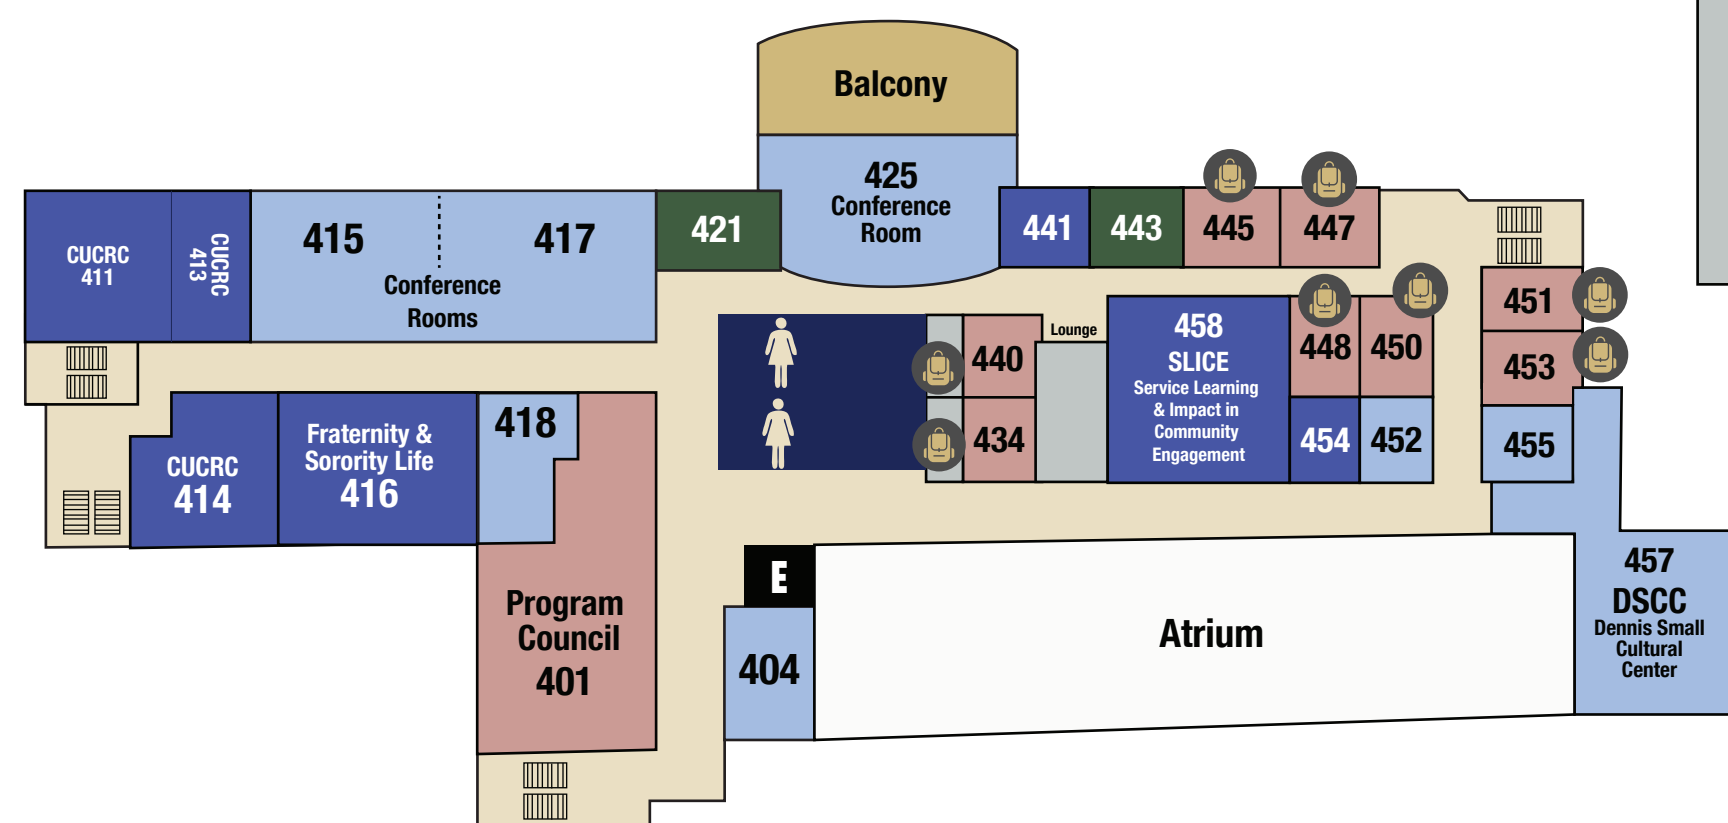 Balcony
425
Conference
Room
CUCRC
411
CUCRC
413
415
417
Conference
Rooms
421
441
443
445
447
451
453
455
440
434
Lounge
458
SLICE
Service Learning
& Impact in
Community
Engagement
448
450
454
452
CUCRC
414
Fraternity &
Sorority Life
416
418
Program
Council
401
E
404
Atrium
457
DSCC
Dennis Small
Cultural
Center